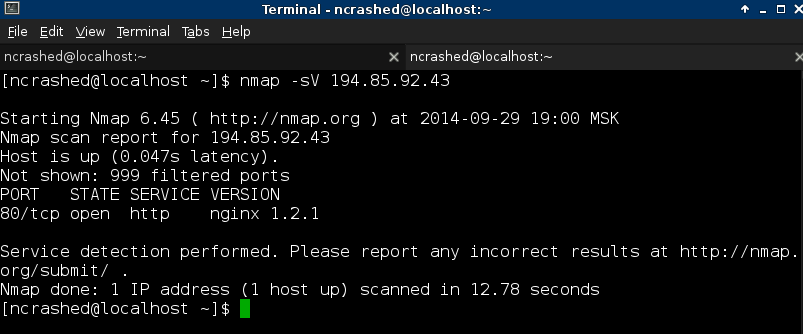 Terminal - ncrashed@localhost:~
File Edit View Terminal Tabs Help
ncrashed@localhost:~ ncrashed@localhost:~
[ncrashed@localhost ~]$ nmap -sV 194.85.92.43
Starting Nmap 6.45 ( http://nmap.org ) at 2014-09-29 19:00 MSK
Nmap scan report for 194.85.92.43
Host is up (0.047s latency).
Not shown: 999 filtered ports
PORT   STATE SERVICE VERSION
80/tcp open  http    nginx 1.2.1
Service detection performed. Please report any incorrect results at http://nmap.
org/submit/ .
Nmap done: 1 IP address (1 host up) scanned in 12.78 seconds
[ncrashed@localhost ~]$